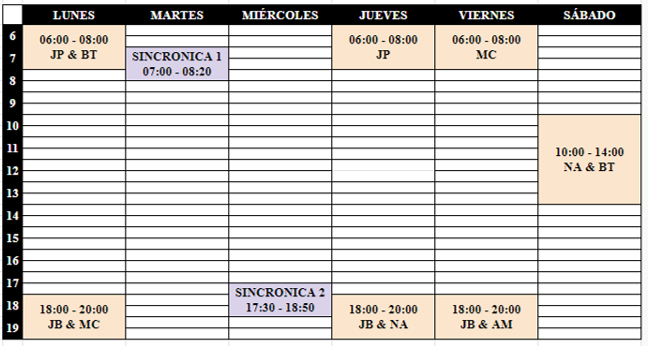 LUNES MARTES MIÉRCOLES JUEVES VIERNES SÁBADO
6
06:00 - 08:00 06:00 - 08:00 06:00 - 08:00
JP & BT JP MC
7
SINCRONICA 1
07:00 - 08:20
8
9
10
11
10:00 - 14:00
NA & BT
12
13
14
15
16
17
SINCRONICA 2
17:30 - 18:50
18
18:00 - 20:00 18:00 - 20:00 18:00 - 20:00
JB & MC JB & NA JB & AM
19